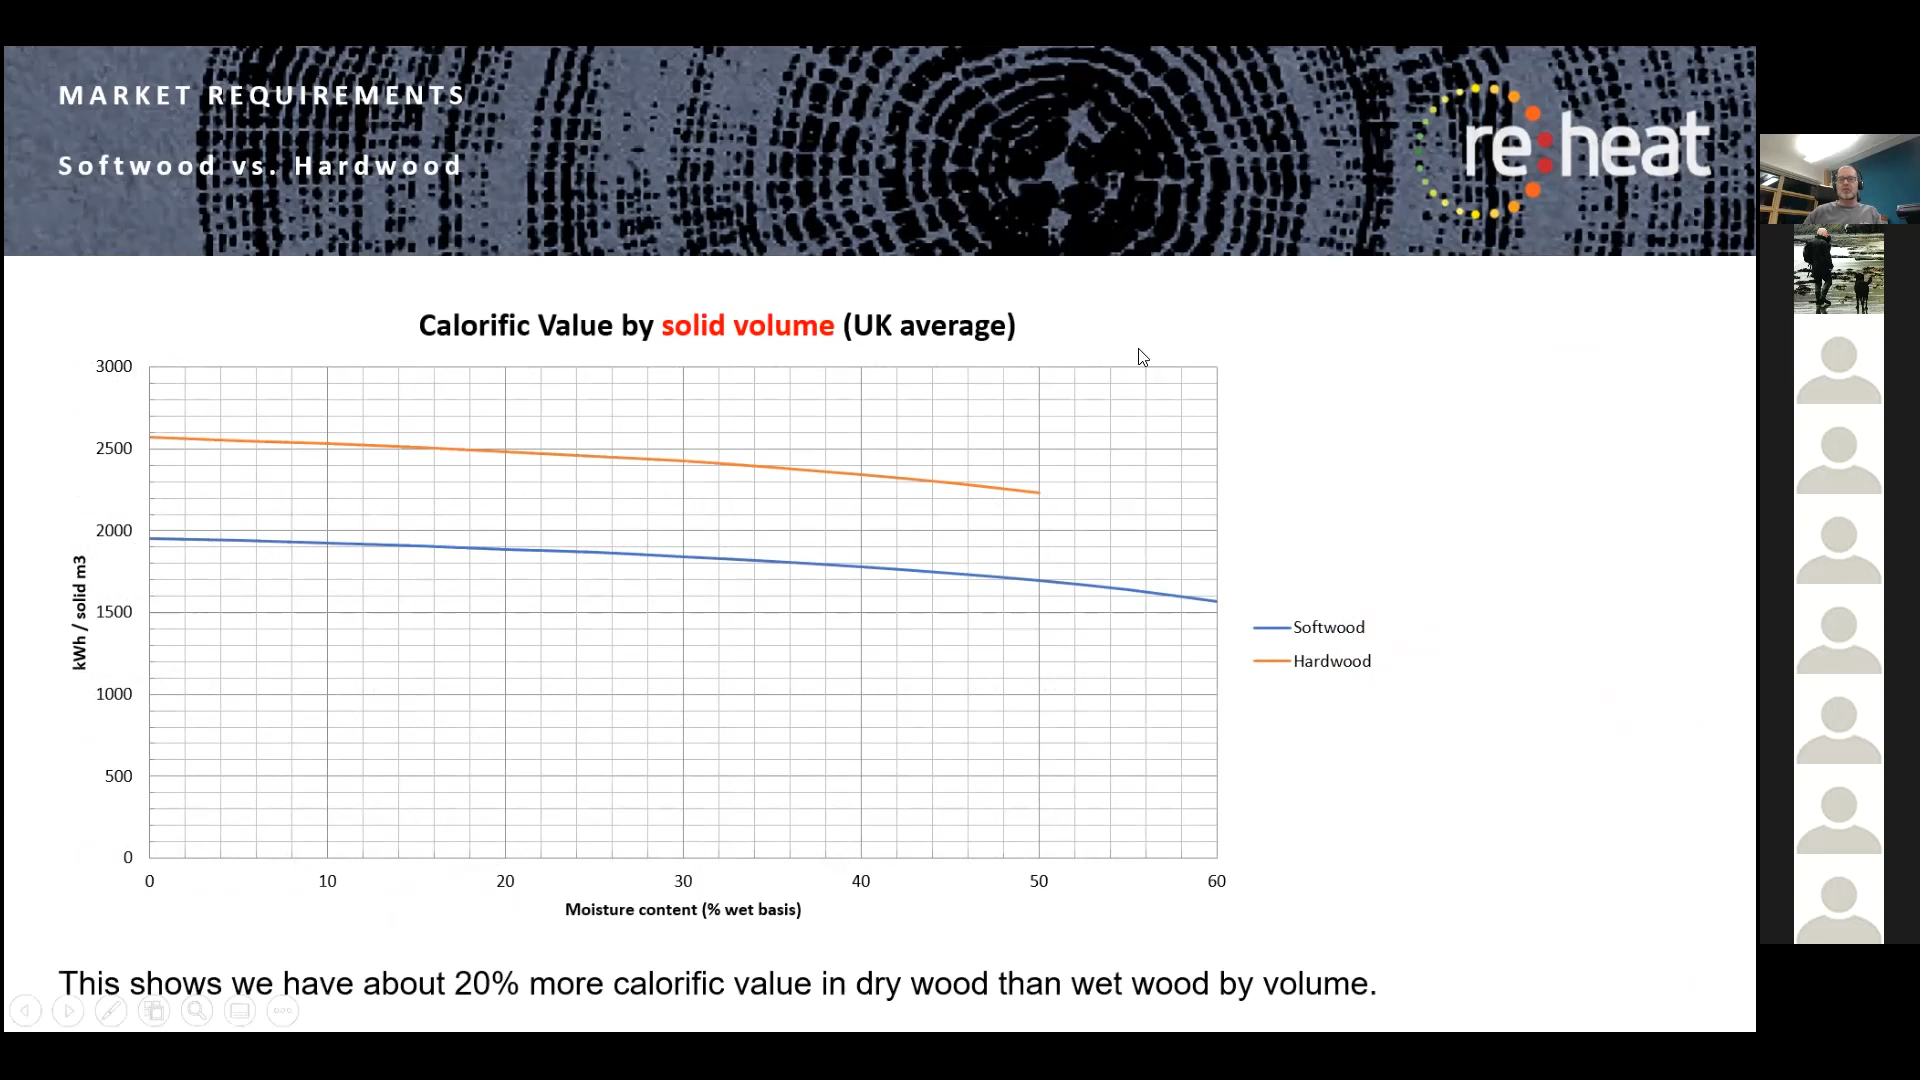 MARKET REQUIREMENTS
Softwood vs. Hardwood
re:heat
Calorific Value by solid volume (UK average)
3000
2500
2000
1500
1000
500
0
kWh / solid m3
0 10 20 30 40 50 60
Moisture content (% wet basis)
Softwood
Hardwood
This shows we have about 20% more calorific value in dry wood than wet wood by volume.